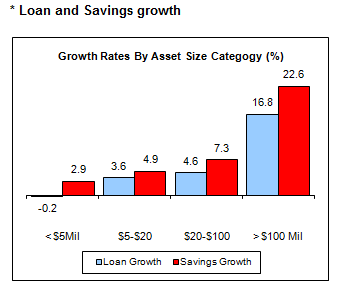 * Loan and Savings growth
Growth Rates By Asset Size Categogy (%)
22.6
16.8
7.3
4.9
4.6
3.6
2.9
-0.2
<$5Mil $5-$20 $20-$100 >$100 Mil
Loan Growth Savings Growth